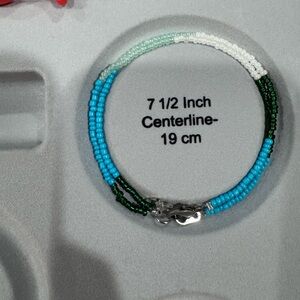 7 1/2 Inch
Centerline-
19 cm